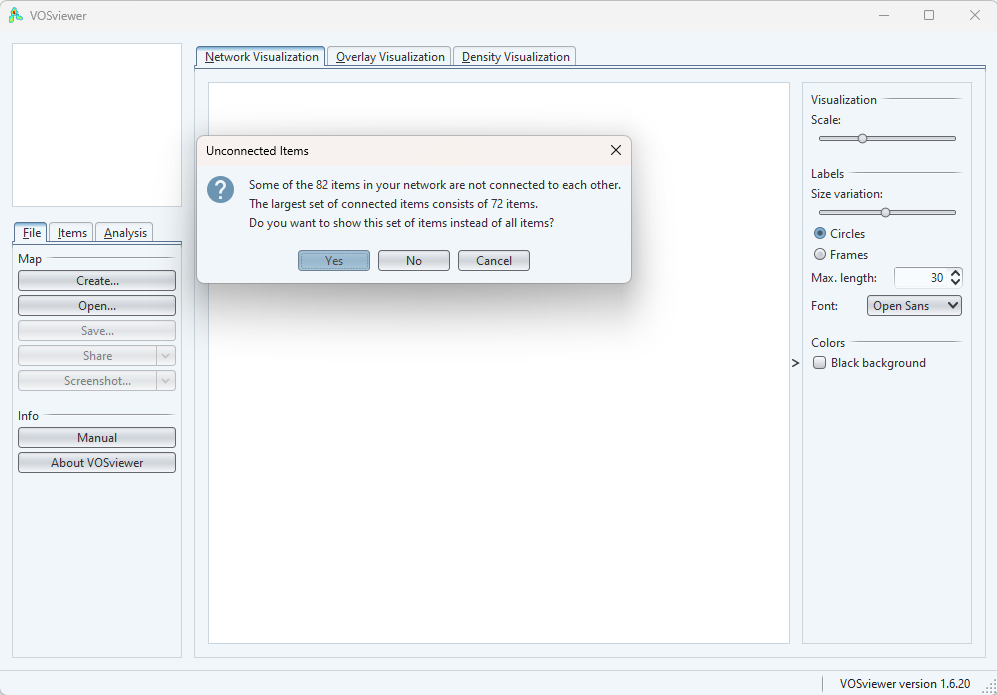 VOSviewer
Network Visualization
Overlay Visualization
Density Visualization
Unconnected Items
Some of the 82 items in your network are not connected to each other.
The largest set of connected items consists of 72 items.
Do you want to show this set of items instead of all items?
Yes
No
Cancel
File
Items
Analysis
Map
Create...
Open...
Save...
Share
Screenshot...
Info
Manual
About VOSviewer
Visualization
Scale:
Labels
Size variation:
Circles
Frames
Max. length: 30
Font: Open Sans
Colors
Black background
VOSviewer version 1.6.20